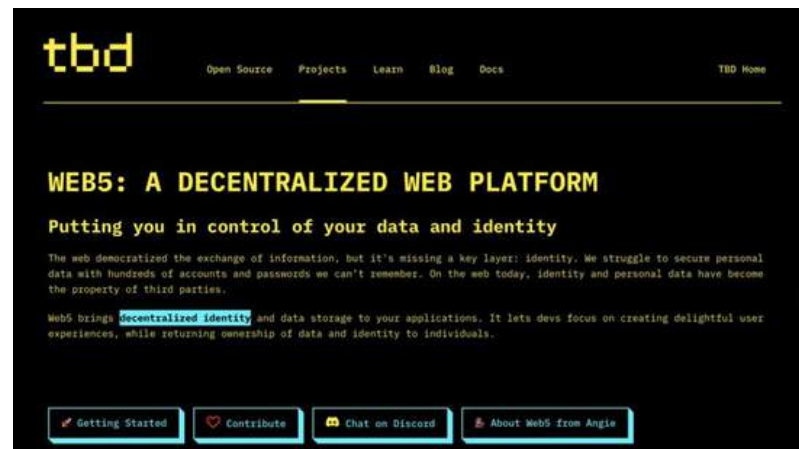 tbd
Open Source Projects Learn Blog Docs TBD Home
WEB5: A DECENTRALIZED WEB PLATFORM
Putting you in control of your data and identity
The web democratized the exchange of information, but it's missing a key layer: identity. We struggle to secure personal
data with hundreds of accounts and passwords we can't remember. On the web today, identity and personal data have become
the property of third parties.
Web5 brings decentralized identity and data storage to your applications. It lets devs focus on creating delightful user
experiences, while returning ownership of data and identity to individuals.
Getting Started Contribute Chat on Discord About Web5 from Angie